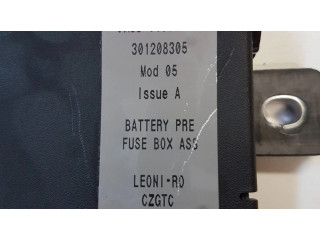 301208305
Mod 05
Issue A
BATTERY PRE
FUSE BOX ASS
LEONI-RO
CZGTC